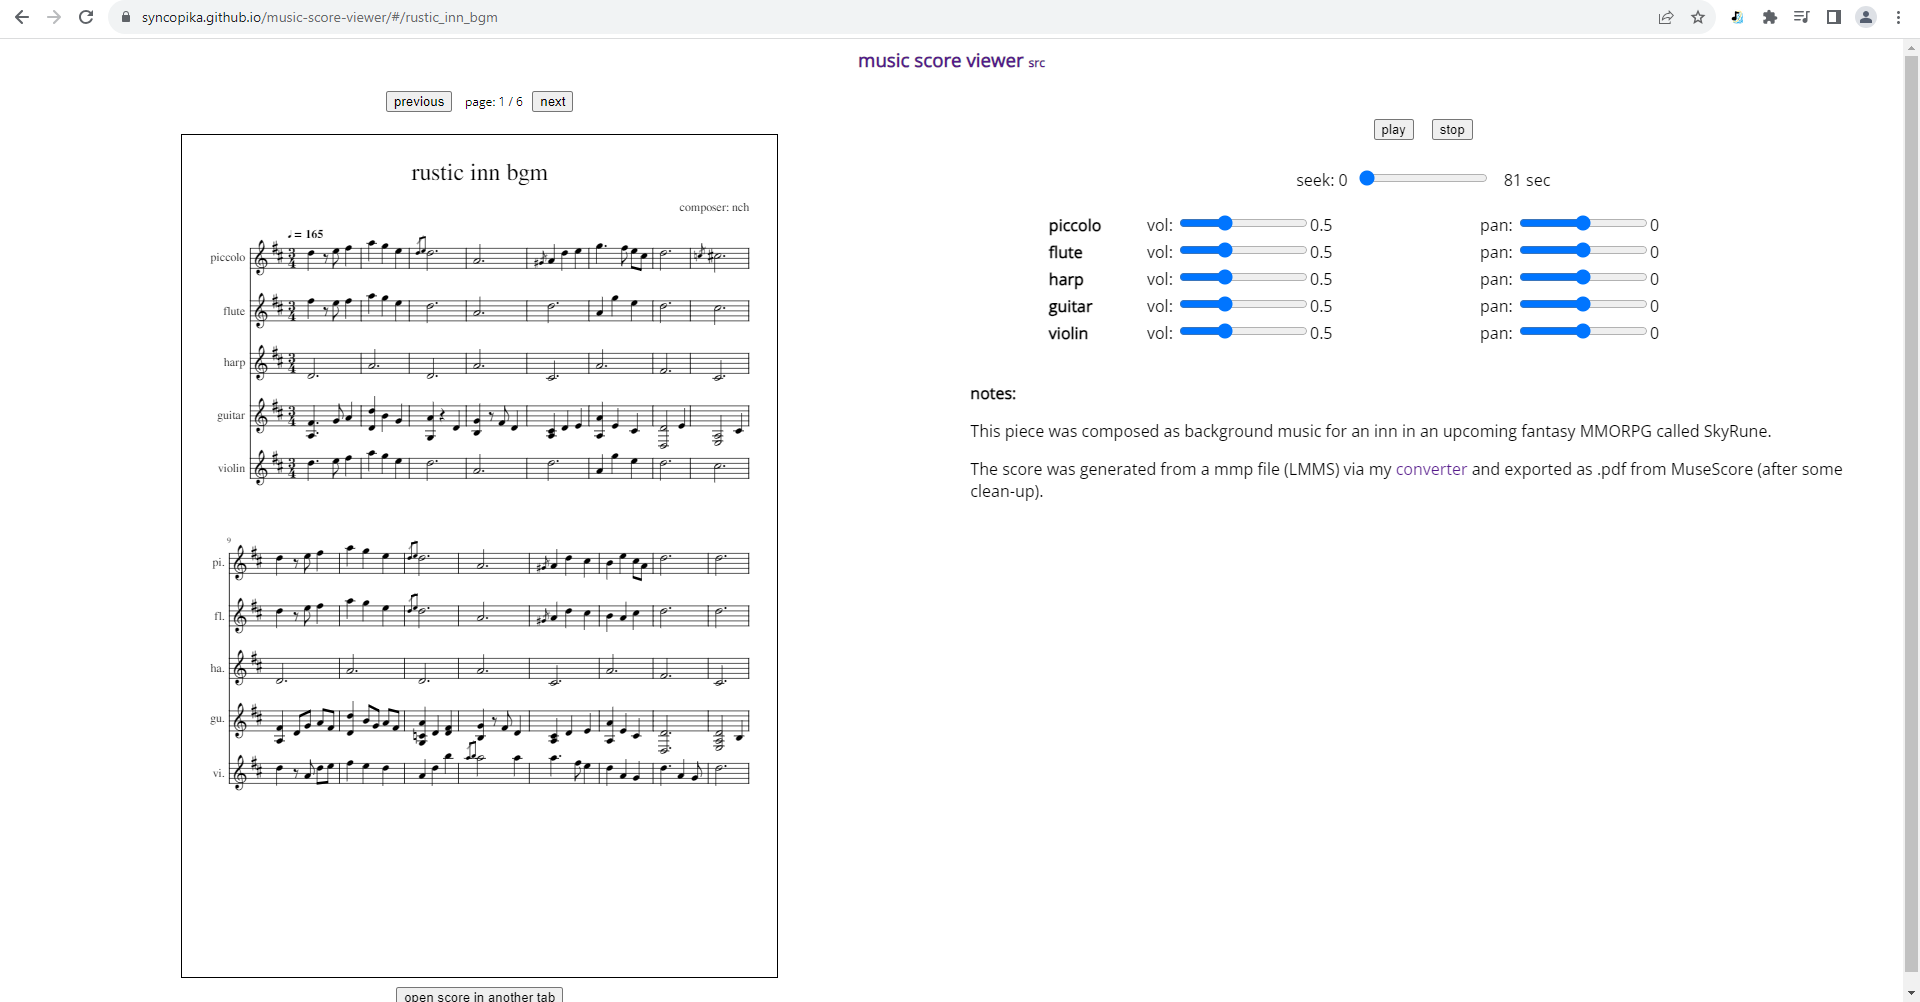 syncopika.github.io/music-score-viewer/#/rustic_inn_bgm
music score viewer src
previous page: 1 / 6 next
rustic inn bgm
composer: nch
♩ = 165
piccolo
flute
harp
guitar
violin
9
pi.
fl.
ha.
gu.
vi.
open score in another tab
play stop
seek: 0 81 sec
piccolo vol: 0.5 pan: 0
flute vol: 0.5 pan: 0
harp vol: 0.5 pan: 0
guitar vol: 0.5 pan: 0
violin vol: 0.5 pan: 0
notes:
This piece was composed as background music for an inn in an upcoming fantasy MMORPG called SkyRune.
The score was generated from a mmp file (LMMS) via my converter and exported as .pdf from MuseScore (after some
clean-up).